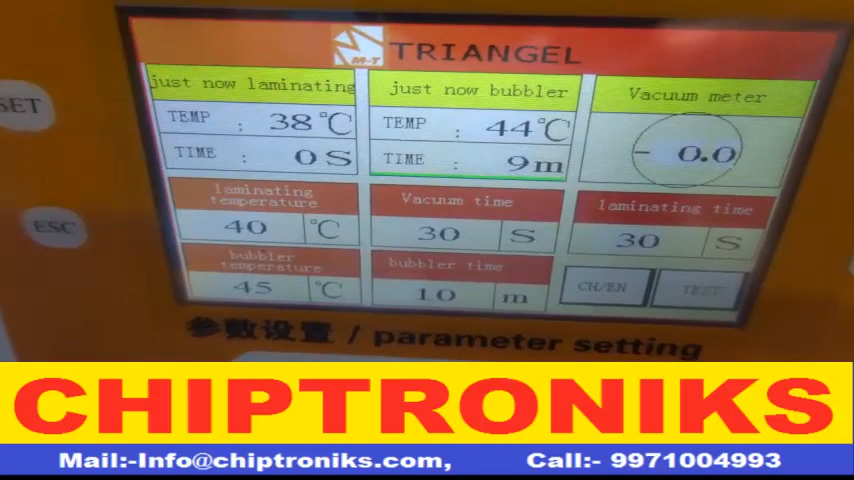 M-T TRIANGEL
just now laminating
just now bubbler
Vacuum meter
SET
TEMP : 38℃
TEMP : 44℃
TIME : 0S
TIME : 9m
- 0.0
laminating temperature
Vacuum time
laminating time
ESC
40 ℃
30 S
30 S
bubbler temperature
bubbler time
CH/EN
TEST
45 ℃
10 m
参数设置 / parameter setting
CHIPTRONIKS
Mail:-Info@chiptroniks.com, Call:- 9971004993